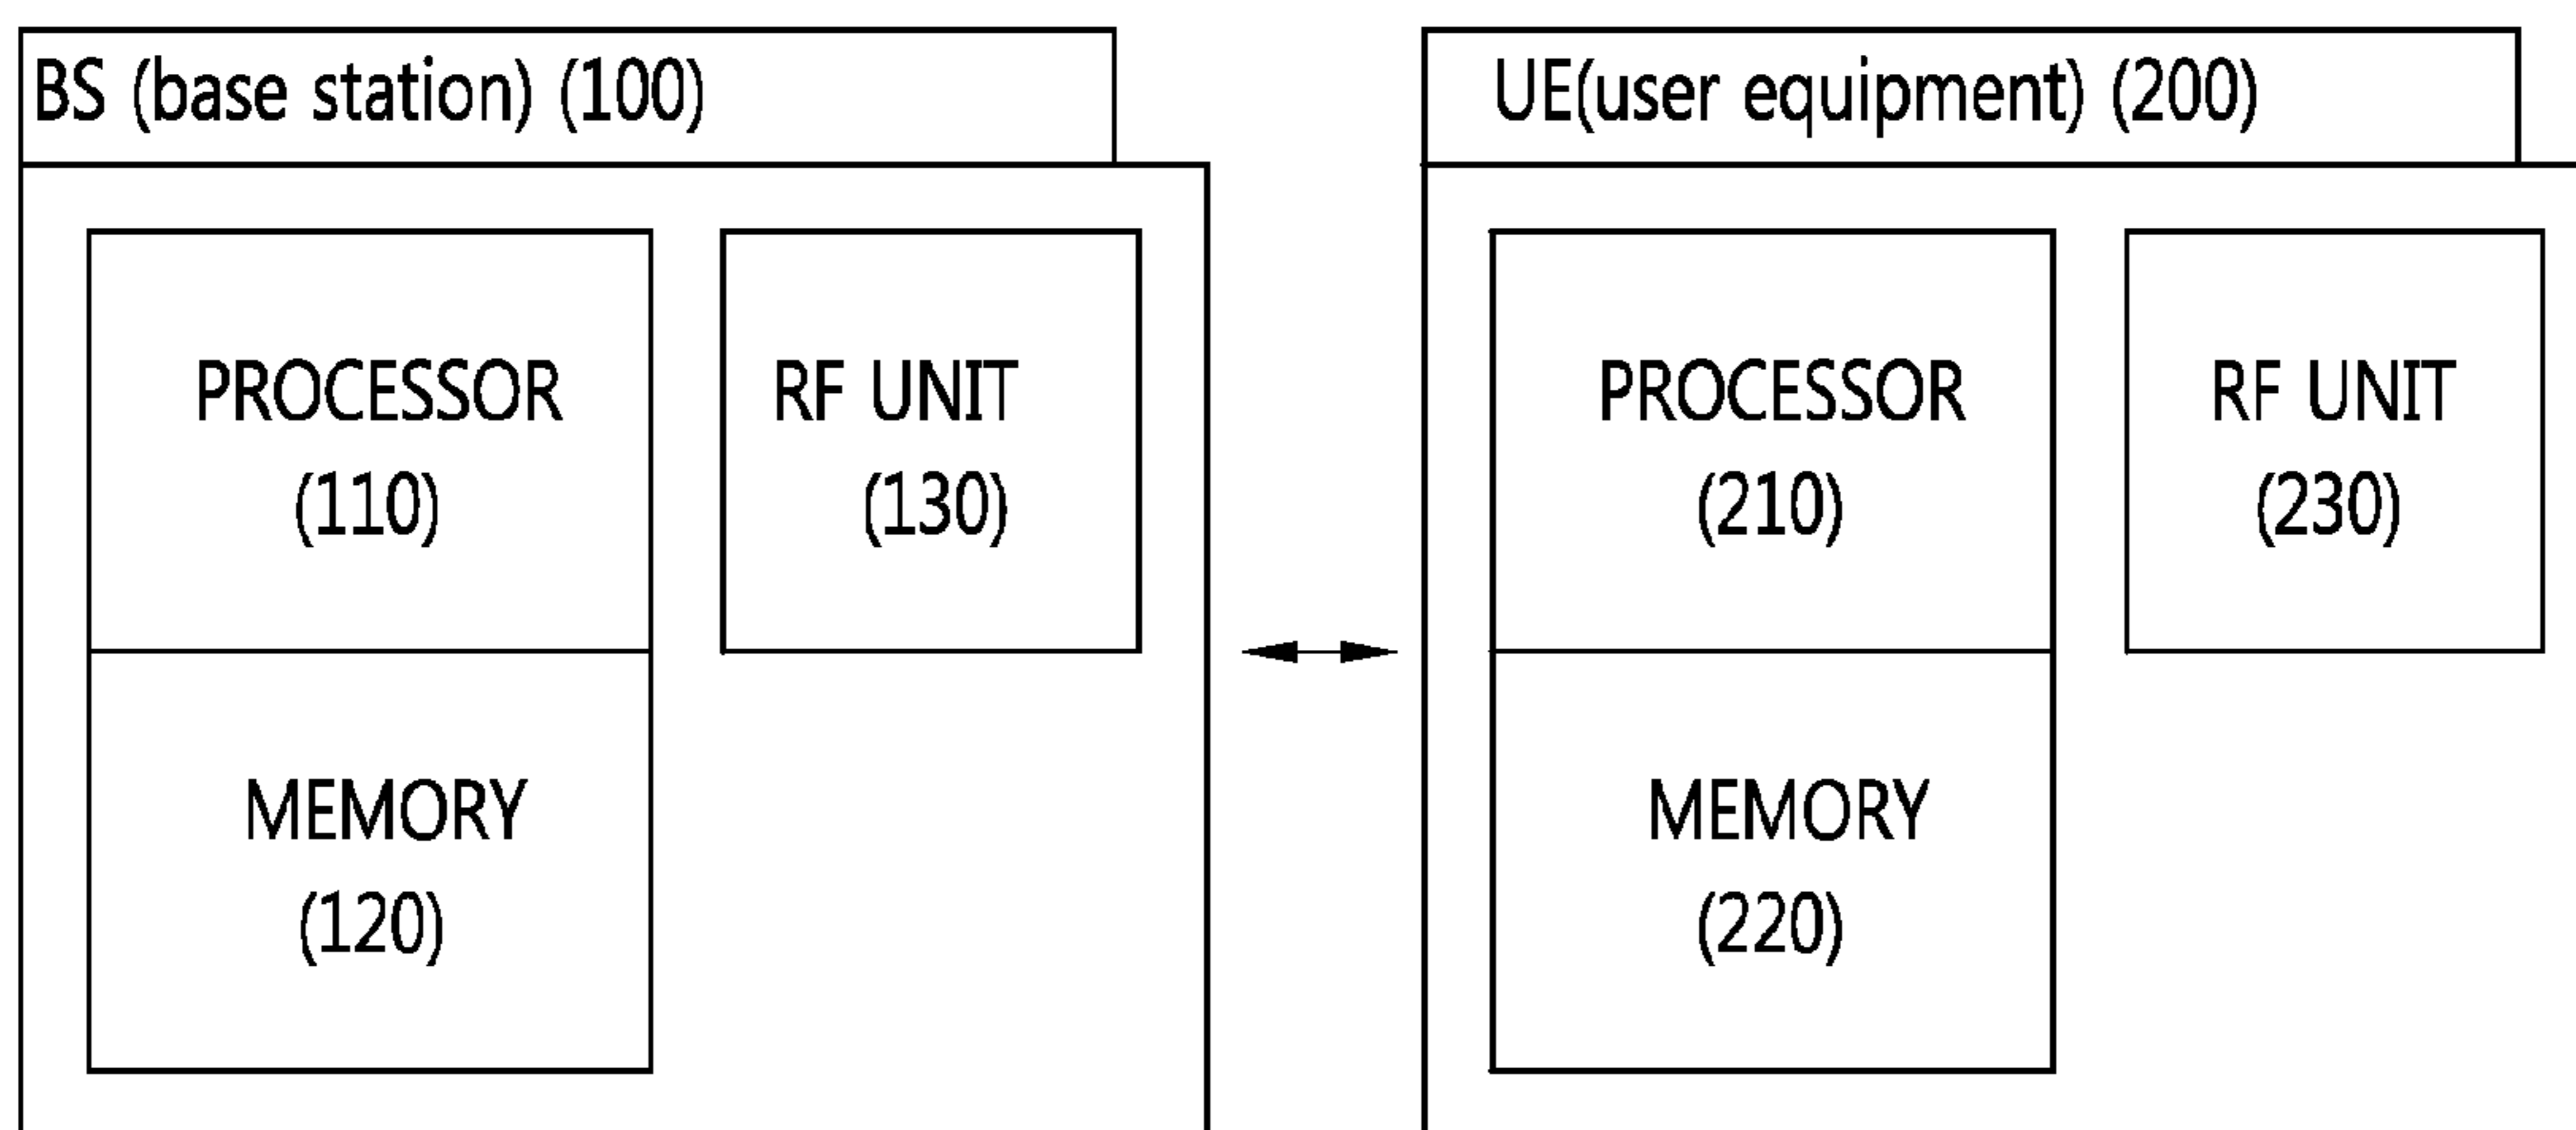 BS (base station) (100)
PROCESSOR
(110)
RF UNIT
(130)
MEMORY
(120)
UE(user equipment) (200)
PROCESSOR
(210)
RF UNIT
(230)
MEMORY
(220)